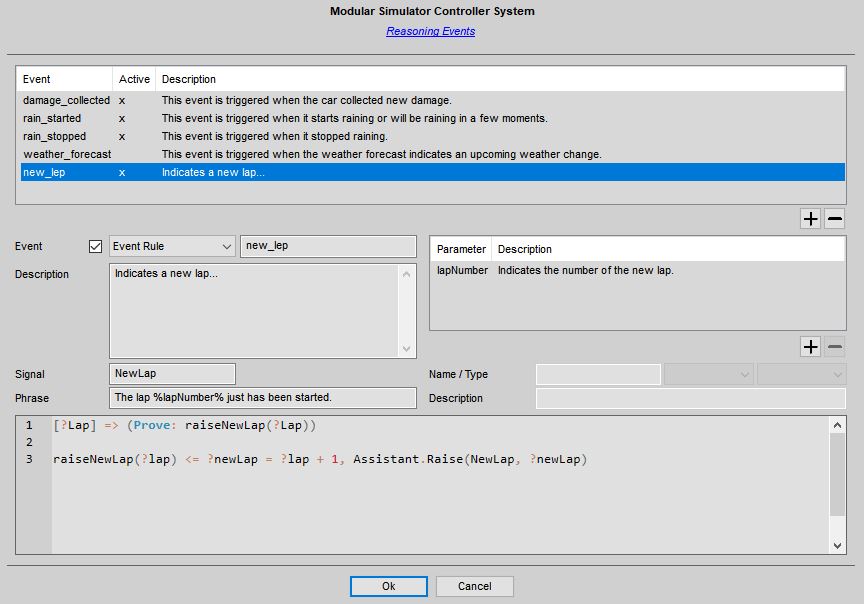 Modular Simulator Controller System
Reasoning Events
Event Active Description
damage_collected x This event is triggered when the car collected new damage.
rain_started x This event is triggered when it starts raining or will be raining in a few moments.
rain_stopped x This event is triggered when it stopped raining.
weather_forecast This event is triggered when the weather forecast indicates an upcoming weather change.
new_lep x Indicates a new lap...
Event Event Rule new_lep
Parameter Description
lapNumber Indicates the number of the new lap.
Description Indicates a new lap...
Signal NewLap
Name / Type
Phrase The lap %lapNumber% just has been started.
Description
1 [?Lap] => (Prove: raiseNewLap(?Lap))
2
3 raiseNewLap(?lap) <= ?newLap = ?lap + 1, Assistant.Raise(NewLap, ?newLap)
Ok Cancel